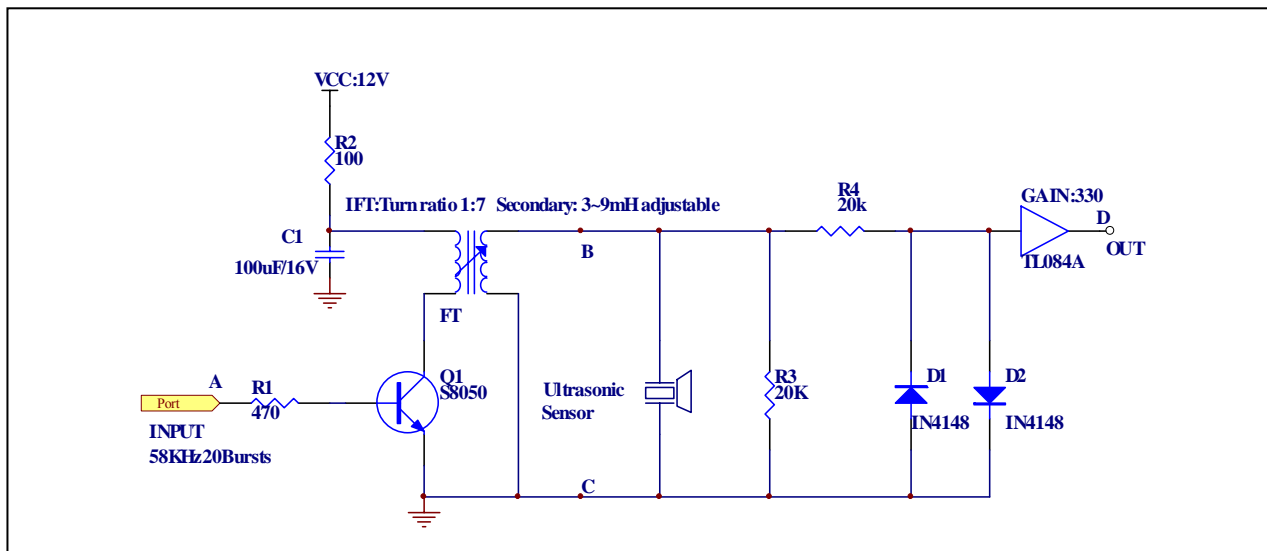 VCC:12V
R2
100
IFT:Turn ratio 1:7 Secondary: 3~9mH adjustable
R4
20k
GAIN:330
D
OUT
TL084A
C1
100uF/16V
B
FT
A
R1
470
Port
INPUT
58KHz20Bursts
Q1
S8050
Ultrasonic
Sensor
R3
20K
D1
IN4148
D2
IN4148
C